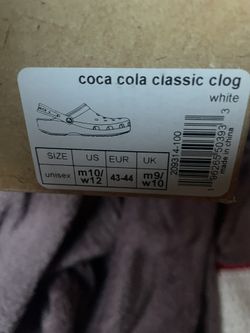 coca cola classic clog
white
SIZE US EUR UK
unisex m10/w12 43-44 m9/w10
209314-100
made in china